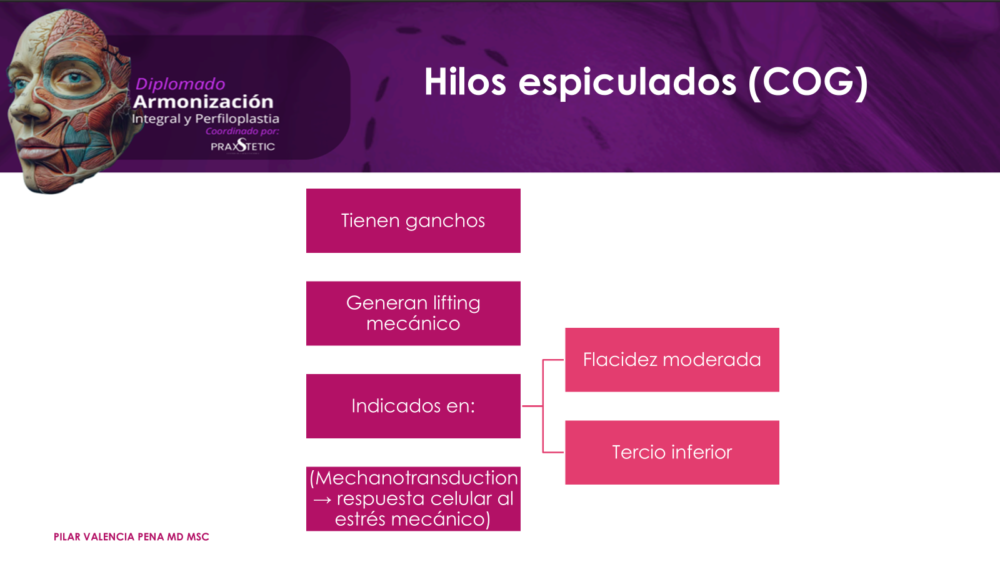 Diplomado
Armonización
Integral y Perfiloplastia
Coordinado por:
PRAXSTETIC
Hilos espiculados (COG)
Tienen ganchos
Generan lifting
mecánico
Indicados en:
Flacidez moderada
Tercio inferior
(Mechanotransduction
→ respuesta celular al
estrés mecánico)
PILAR VALENCIA PENA MD MSC